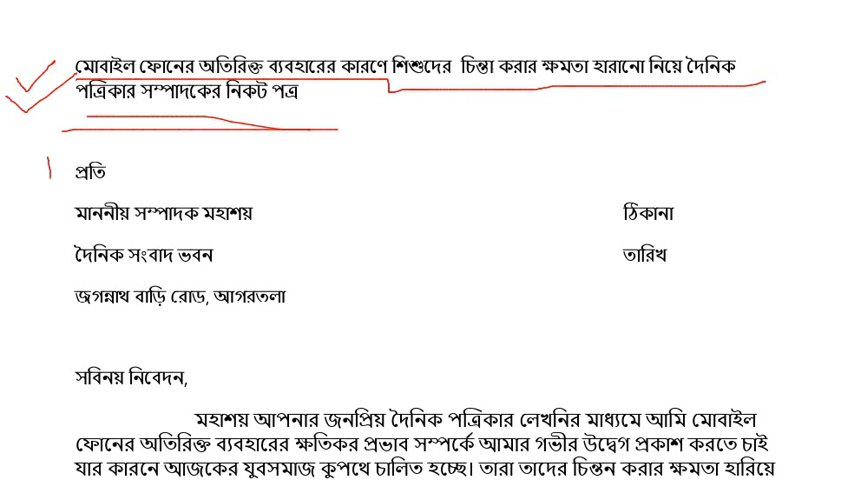 মোবাইল ফোনের অতিরিক্ত ব্যবহারের কারণে শিশুদের চিন্তা করার ক্ষমতা হারানো নিয়ে দৈনিক
পত্রিকার সম্পাদকের নিকট পত্র
প্রতি
মাননীয় সম্পাদক মহাশয়
ঠিকানা
দৈনিক সংবাদ ভবন
তারিখ
জগন্নাথ বাড়ি রোড, আগরতলা
সবিনয় নিবেদন,
মহাশয় আপনার জনপ্রিয় দৈনিক পত্রিকার লেখনির মাধ্যমে আমি মোবাইল
ফোনের অতিরিক্ত ব্যবহারের ক্ষতিকর প্রভাব সম্পর্কে আমার গভীর উদ্বেগ প্রকাশ করতে চাই
যার কারনে আজকের যুবসমাজ কুপথে চালিত হচ্ছে। তারা তাদের চিন্তন করার ক্ষমতা হারিয়ে